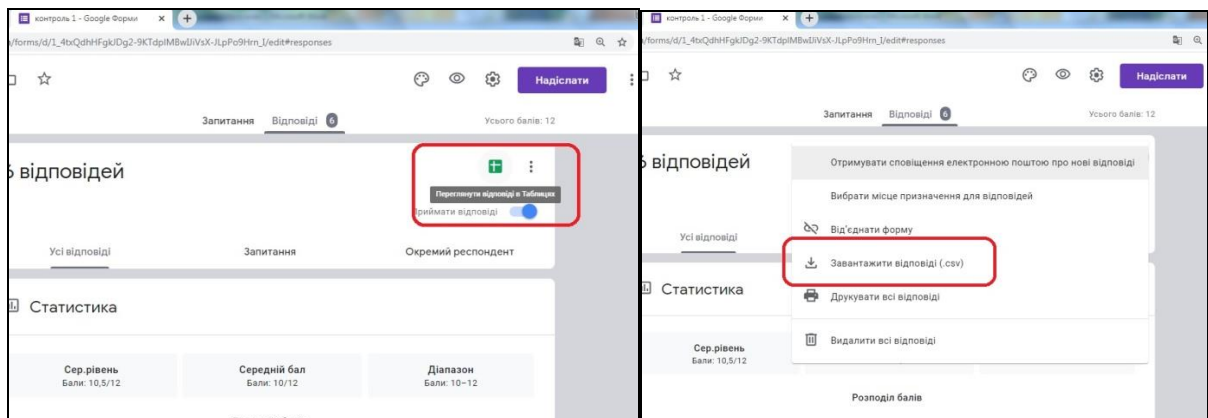 контроль 1 - Google Форми
/forms/d/1_4txQdhHFgkJDg2-9KTdplMBwIJiVsX-JLpPo9Hrn_I/edit#responses
Надіслати
Запитання Відповіді 6
Усього балів: 12
6 відповідей
Переглянути відповіді в Таблицях
Приймати відповіді
Усі відповіді Запитання Окремий респондент
Статистика
Сер.рівень Середній бал Діапазон
Бали: 10,5/12 Бали: 10/12 Бали: 10–12
контроль 1 - Google Форми
/forms/d/1_4txQdhHFgkJDg2-9KTdplMBwIJiVsX-JLpPo9Hrn_I/edit#responses
Надіслати
Запитання Відповіді 6
Усього балів: 12
6 відповідей
Отримувати сповіщення електронною поштою про нові відповіді
Вибрати місце призначення для відповідей
Від'єднати форму
Усі відповіді
Завантажити відповіді (.csv)
Статистика
Друкувати всі відповіді
Видалити всі відповіді
Сер.рівень
Бали: 10,5/12
Розподіл балів